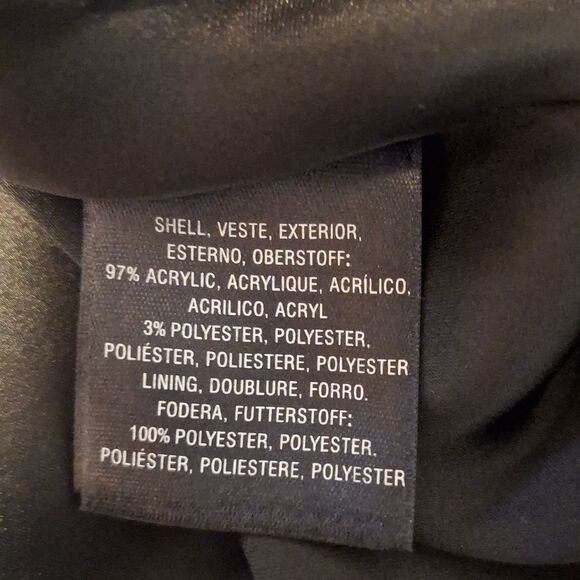 SHELL, VESTE, EXTERIOR,
ESTERNO, OBERSTOFF:
97% ACRYLIC, ACRYLIQUE, ACRÍLICO,
ACRILICO, ACRYL
3% POLYESTER, POLYESTER,
POLIÉSTER, POLIESTERE, POLYESTER
LINING, DOUBLURE, FORRO.
FODERA, FUTTERSTOFF:
100% POLYESTER, POLYESTER.
POLIÉSTER, POLIESTERE, POLYESTER